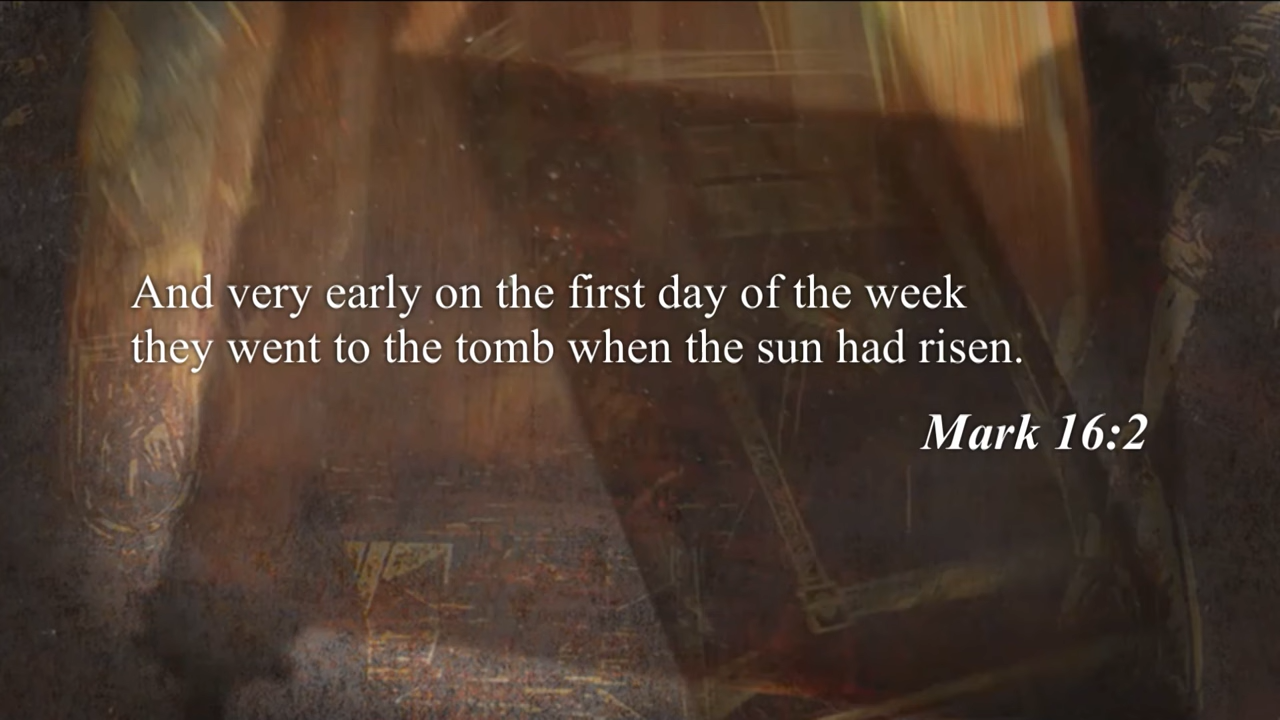 And very early on the first day of the week
they went to the tomb when the sun had risen.
Mark 16:2